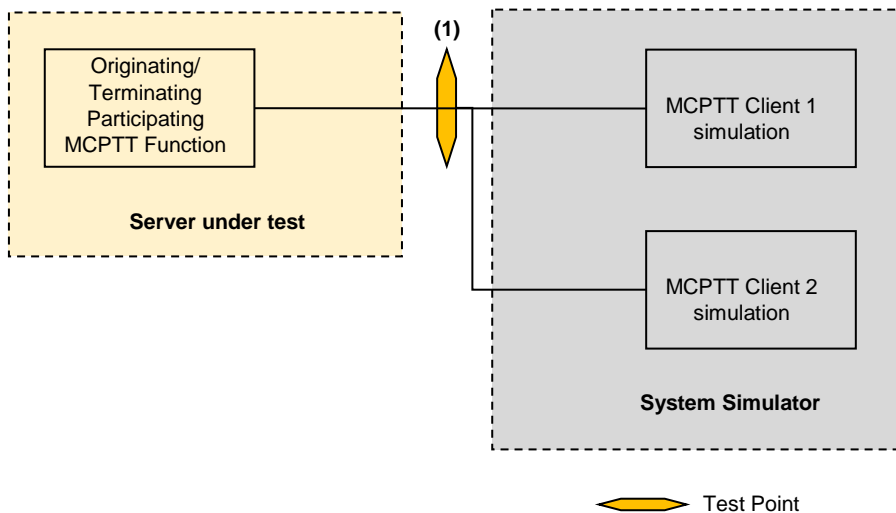 (1)
Originating/
Terminating
Participating
MCPTT Function
Server under test
MCPTT Client 1
simulation
MCPTT Client 2
simulation
System Simulator
Test Point